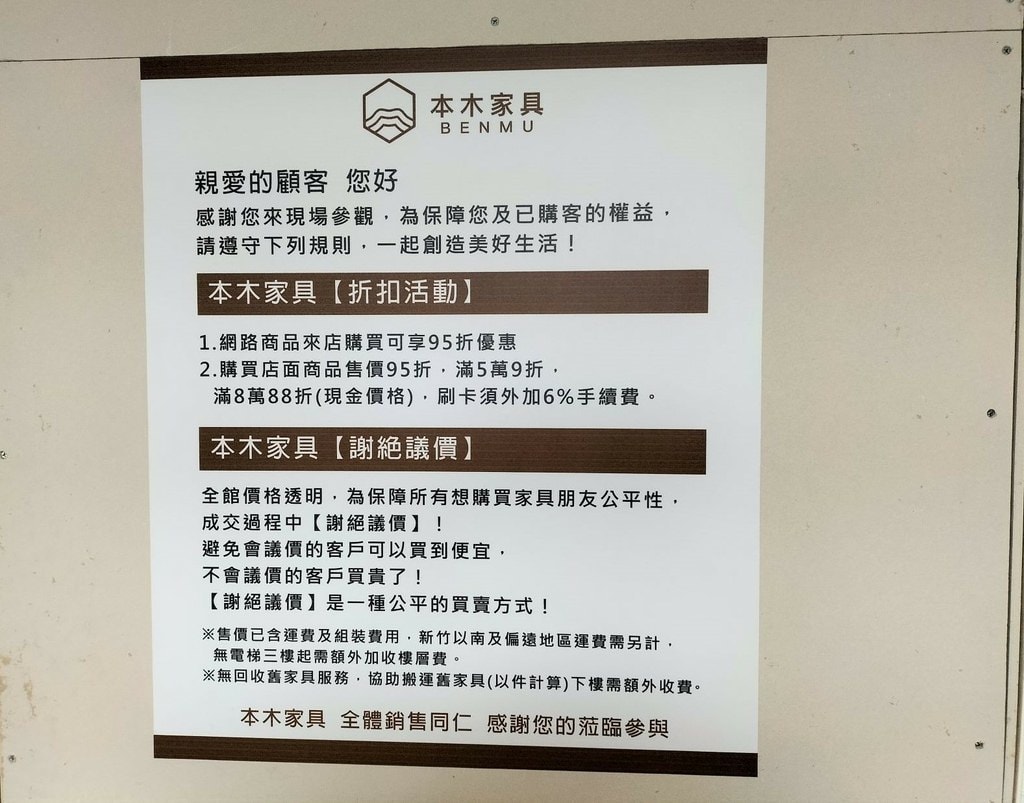 本木家具
BENMU
親愛的顧客 您好
感謝您來現場參觀，為保障您及已購客的權益，
請遵守下列規則，一起創造美好生活！
本木家具【折扣活動】
1.網路商品來店購買可享95折優惠
2.購買店面商品售價95折，滿5萬9折，
滿8萬88折(現金價格)，刷卡須外加6%手續費。
本木家具【謝絕議價】
全館價格透明，為保障所有想購買家具朋友公平性，
成交過程中【謝絕議價】！
避免會議價的客戶可以買到便宜，
不會議價的客戶買貴了！
【謝絕議價】是一種公平的買賣方式！
※售價已含運費及組裝費用，新竹以南及偏遠地區運費需另計，
無電梯三樓起需額外加收樓層費。
※無回收舊家具服務，協助搬運舊家具(以件計算)下樓需額外收費。
本木家具 全體銷售同仁 感謝您的蒞臨參與